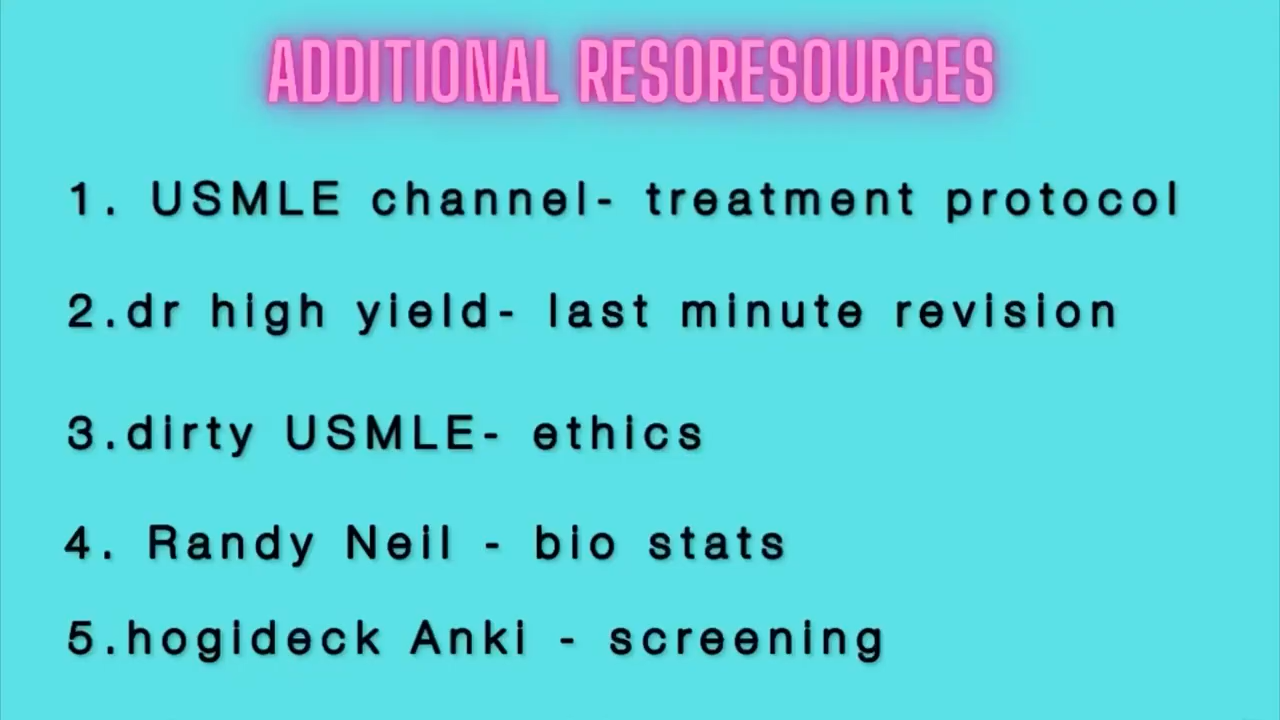 ADDITIONAL RESORESOURCES
1. USMLE channel- treatment protocol
2.dr high yield- last minute revision
3.dirty USMLE- ethics
4. Randy Neil - bio stats
5.hogideck Anki - screening